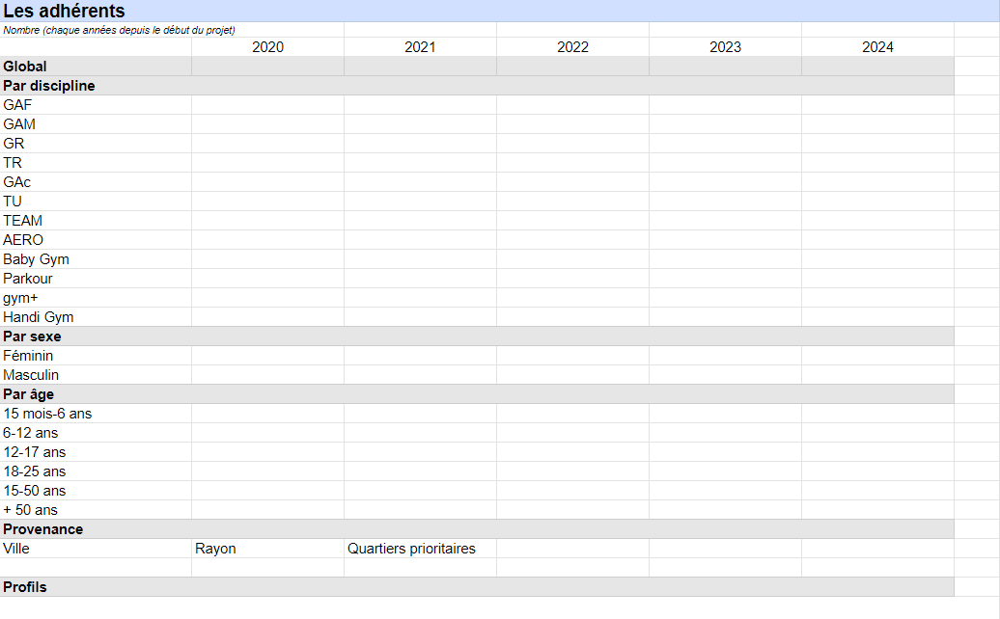 Les adhérents
Nombre (chaque années depuis le début du projet)
2020 2021 2022 2023 2024
Global
Par discipline
GAF
GAM
GR
TR
GAc
TU
TEAM
AERO
Baby Gym
Parkour
gym+
Handi Gym
Par sexe
Féminin
Masculin
Par âge
15 mois-6 ans
6-12 ans
12-17 ans
18-25 ans
15-50 ans
+ 50 ans
Provenance
Ville Rayon Quartiers prioritaires
Profils